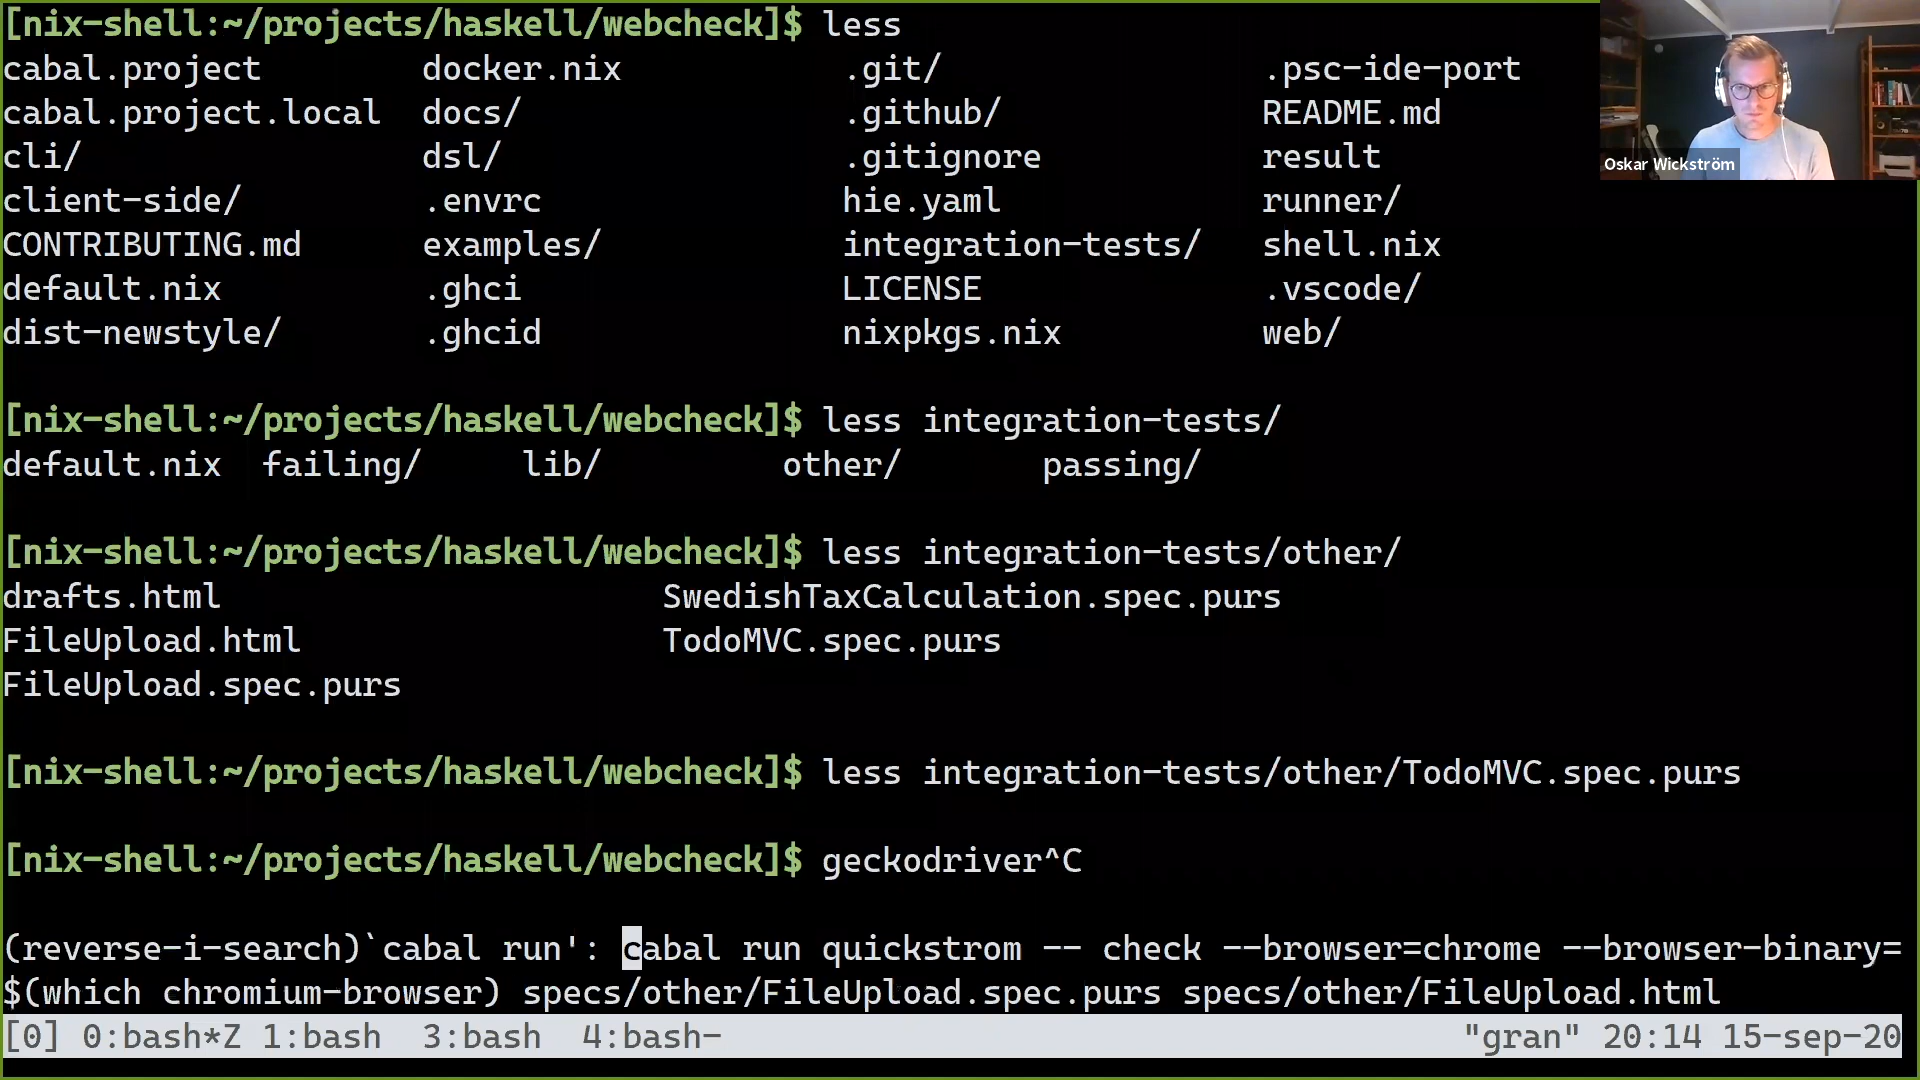 [nix-shell:~/projects/haskell/webcheck]$ less
cabal.project docker.nix .git/ .psc-ide-port
cabal.project.local docs/ .github/ README.md
cli/ dsl/ .gitignore result
client-side/ .envrc hie.yaml runner/
CONTRIBUTING.md examples/ integration-tests/ shell.nix
default.nix .ghci LICENSE .vscode/
dist-newstyle/ .ghcid nixpkgs.nix web/
Oskar Wickström
[nix-shell:~/projects/haskell/webcheck]$ less integration-tests/
default.nix failing/ lib/ other/ passing/
[nix-shell:~/projects/haskell/webcheck]$ less integration-tests/other/
drafts.html SwedishTaxCalculation.spec.purs
FileUpload.html TodoMVC.spec.purs
FileUpload.spec.purs
[nix-shell:~/projects/haskell/webcheck]$ less integration-tests/other/TodoMVC.spec.purs
[nix-shell:~/projects/haskell/webcheck]$ geckodriver^C
(reverse-i-search)`cabal run': cabal run quickstrom -- check --browser=chrome --browser-binary=
$(which chromium-browser) specs/other/FileUpload.spec.purs specs/other/FileUpload.html
[0] 0:bash*Z 1:bash 3:bash 4:bash- "gran" 20:14 15-sep-20